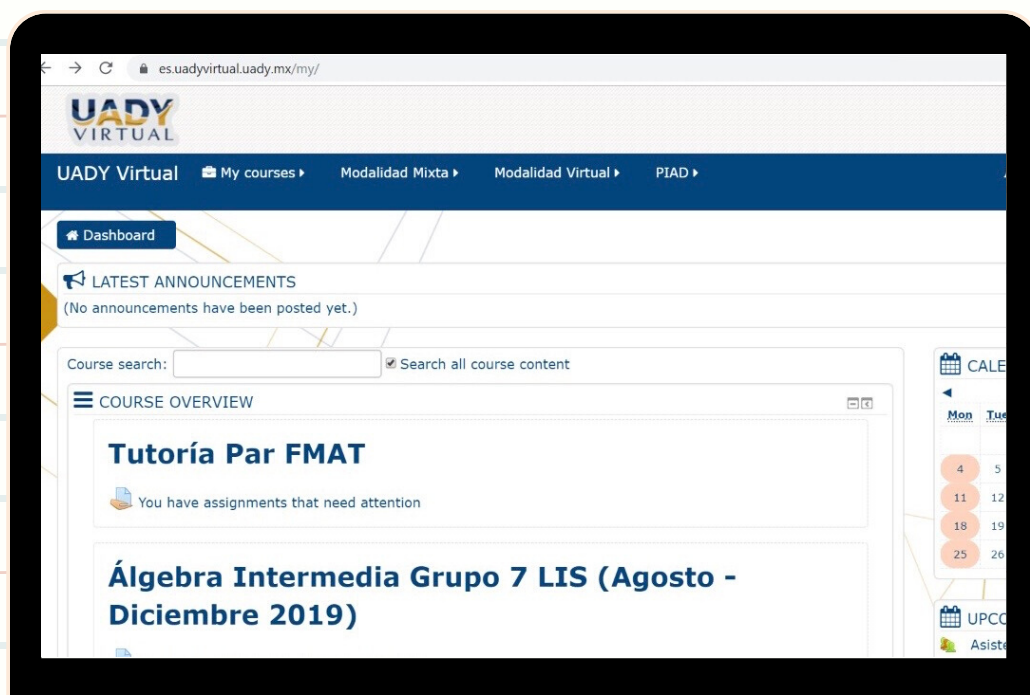 es.uadyvirtual.uady.mx/my/
UADY
VIRTUAL
UADY Virtual My courses Modalidad Mixta Modalidad Virtual PIAD
Dashboard
LATEST ANNOUNCEMENTS
(No announcements have been posted yet.)
Course search: Search all course content
COURSE OVERVIEW
Tutoría Par FMAT
You have assignments that need attention
Álgebra Intermedia Grupo 7 LIS (Agosto -
Diciembre 2019)
CALE
Mon Tue
4 5
11 12
18 19
25 26
UPCO
Asiste